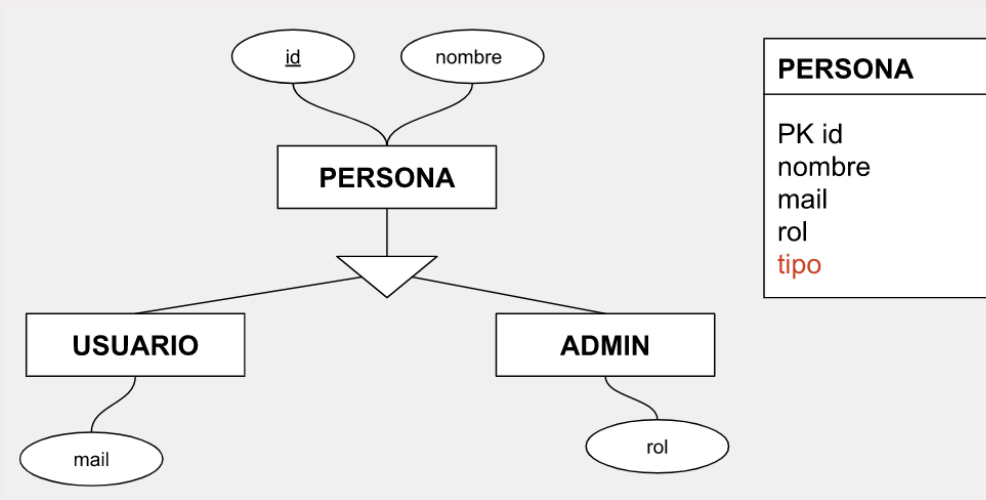 id
nombre
PERSONA
USUARIO
ADMIN
mail
rol
PERSONA
PK id
nombre
mail
rol
tipo